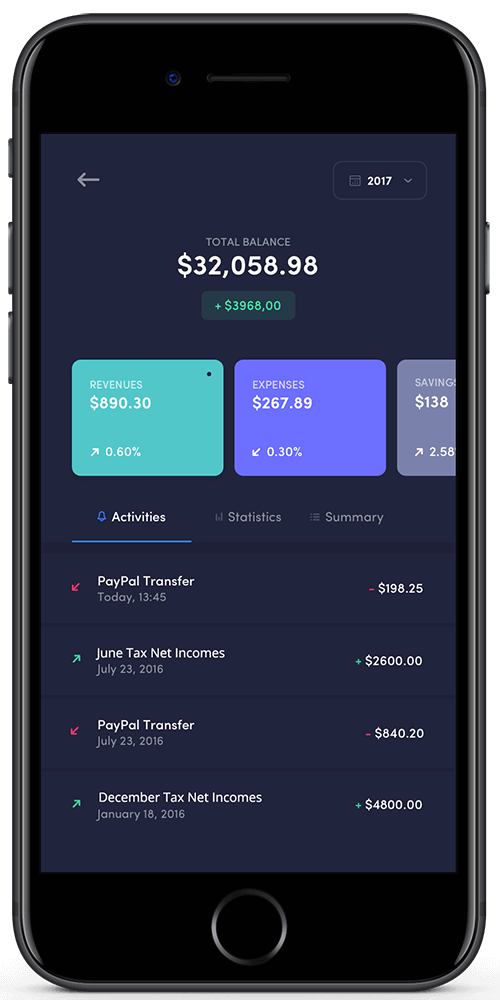 2017
TOTAL BALANCE
$32,058.98
+ $3968,00
REVENUES
$890.30
0.60%
EXPENSES
$267.89
0.30%
SAVINGS
$138
2.58
Activities
Statistics
Summary
PayPal Transfer
Today, 13:45
- $198.25
June Tax Net Incomes
July 23, 2016
+ $2600.00
PayPal Transfer
July 23, 2016
- $840.20
December Tax Net Incomes
January 18, 2016
+ $4800.00